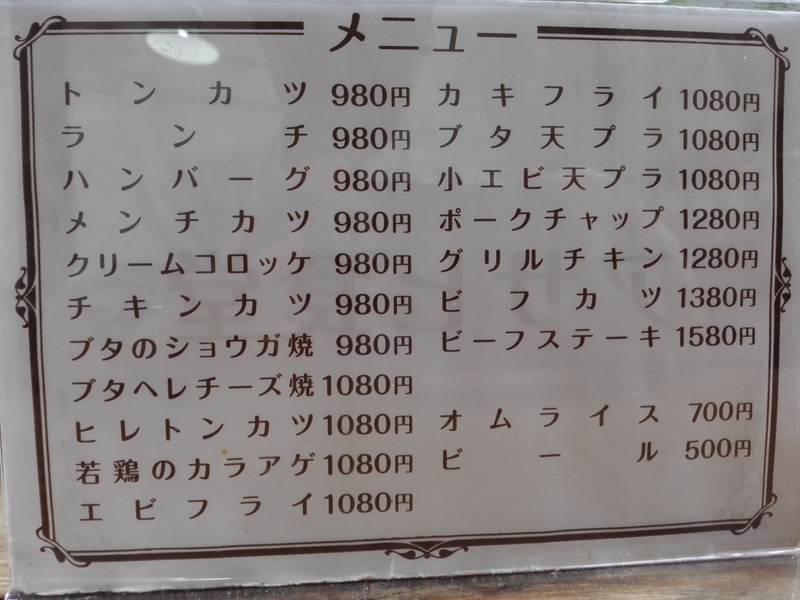 メニュー
トンカツ 980円
ランチ 980円
ハンバーグ 980円
メンチカツ 980円
クリームコロッケ 980円
チキンカツ 980円
ブタのショウガ焼 980円
ブタヘレチーズ焼 1080円
ヒレトンカツ 1080円
若鶏のカラアゲ 1080円
エビフライ 1080円
カキフライ 1080円
ブタ天プラ 1080円
小エビ天プラ 1080円
ポークチャップ 1280円
グリルチキン 1280円
ビフカツ 1380円
ビーフステーキ 1580円
オムライス 700円
ビール 500円